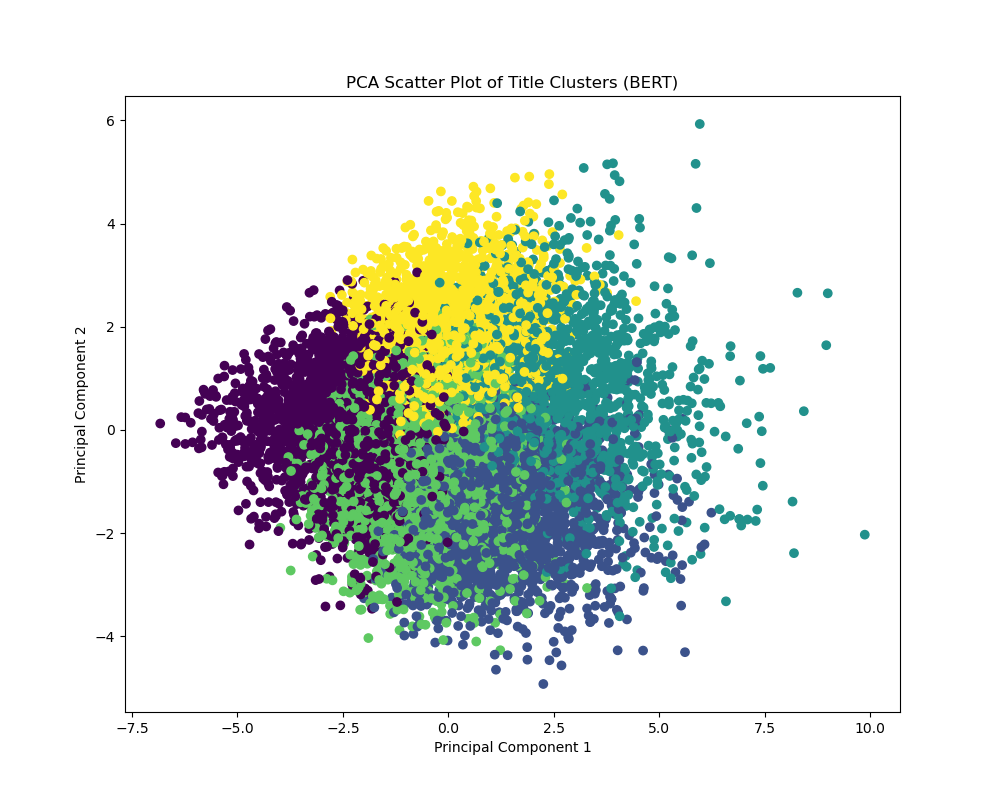 PCA Scatter Plot of Title Clusters (BERT)
6
4
2
0
−2
−4
Principal Component 2
−7.5 −5.0 −2.5 0.0 2.5 5.0 7.5 10.0
Principal Component 1